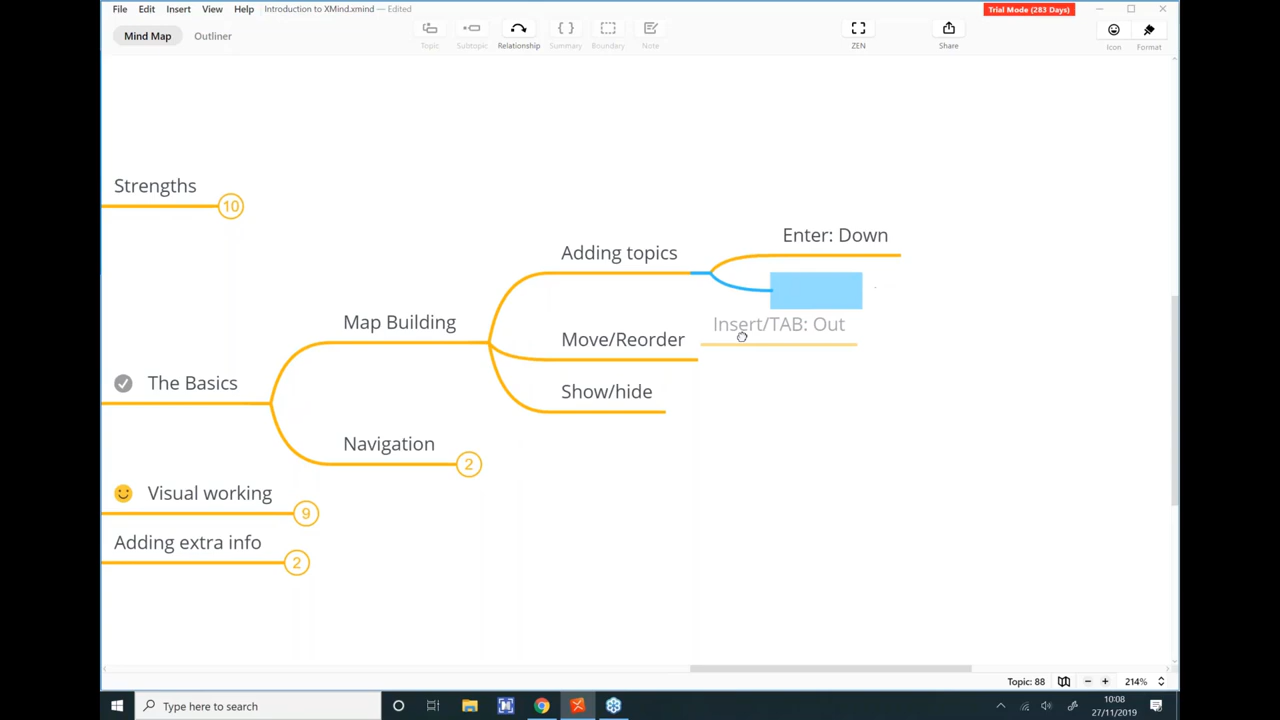 File Edit Insert View Help Introduction to XMind.xmind — Edited Trial Mode (283 Days)
Mind Map Outliner
Topic Subtopic Relationship Summary Boundary Note ZEN Share Icon Format
Strengths
10
Enter: Down
Adding topics
Insert/TAB: Out
Map Building
Move/Reorder
The Basics
Show/hide
Navigation
2
Visual working
9
Adding extra info
2
Topic: 88 214%
Type here to search
10:08
27/11/2019